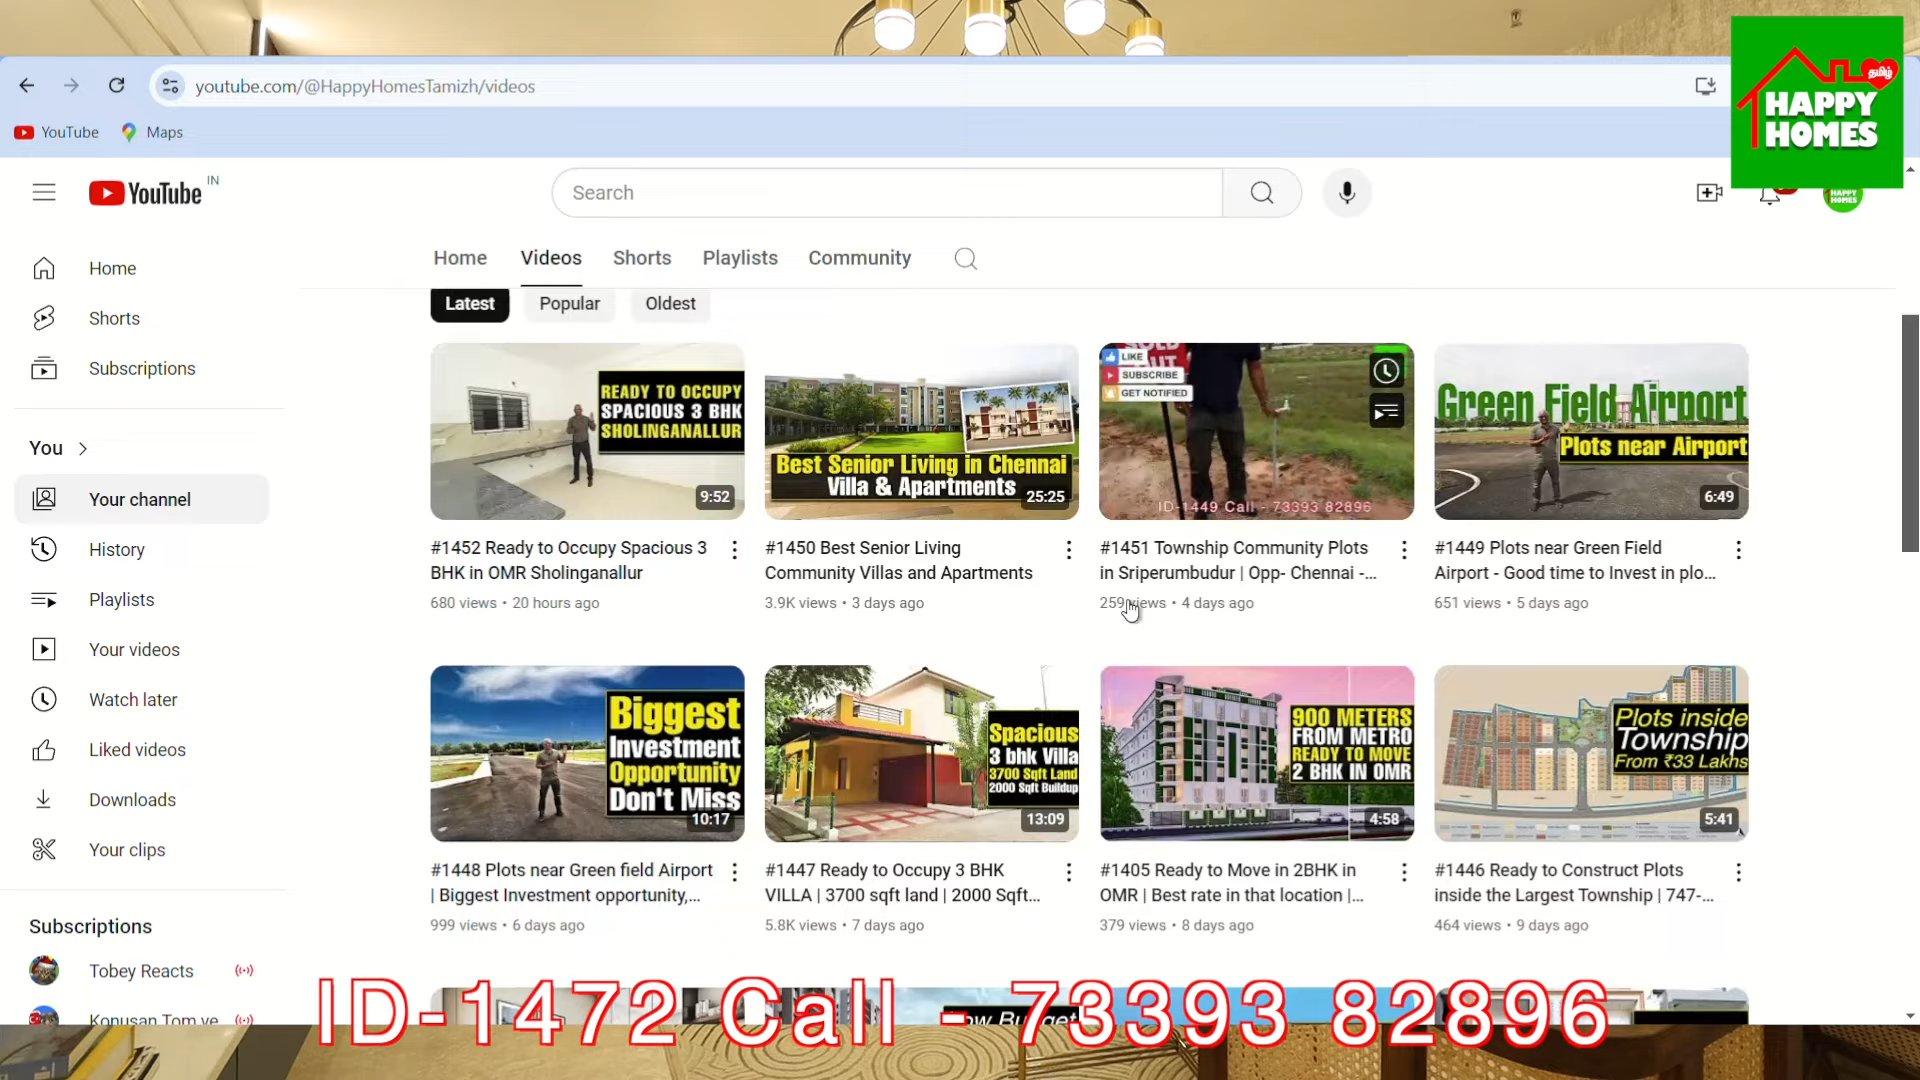 youtube.com/@HappyHomesTamizh/videos
YouTube
Maps
தமிழ்
HAPPY
HOMES
YouTube
IN
Search
HAPPY
HOMES
Home
Videos
Shorts
Playlists
Community
Latest
Popular
Oldest
Home
Shorts
Subscriptions
You
Your channel
History
Playlists
Your videos
Watch later
Liked videos
Downloads
Your clips
Subscriptions
Tobey Reacts
Konusan Tom ve
READY TO OCCUPY
SPACIOUS 3 BHK
SHOLINGANALLUR
9:52
#1452 Ready to Occupy Spacious 3
BHK in OMR Sholinganallur
680 views • 20 hours ago
Best Senior Living in Chennai
Villa & Apartments
25:25
#1450 Best Senior Living
Community Villas and Apartments
3.9K views • 3 days ago
LIKE
SUBSCRIBE
GET NOTIFIED
ID-1449 Call - 73393 82896
#1451 Township Community Plots
in Sriperumbudur | Opp- Chennai -...
259 views • 4 days ago
Green Field Airport
Plots near Airport
6:49
#1449 Plots near Green Field
Airport - Good time to Invest in plo...
651 views • 5 days ago
Biggest
Investment
Opportunity
Don't Miss
10:17
#1448 Plots near Green field Airport
| Biggest Investment opportunity,...
999 views • 6 days ago
Spacious
3 bhk Villa
3700 Sqft Land
2000 Sqft Buildup
13:09
#1447 Ready to Occupy 3 BHK
VILLA | 3700 sqft land | 2000 Sqft...
5.8K views • 7 days ago
900 METERS
FROM METRO
READY TO MOVE
2 BHK IN OMR
4:58
#1405 Ready to Move in 2BHK in
OMR | Best rate in that location |...
379 views • 8 days ago
Plots inside
Township
From ₹33 Lakhs
5:41
#1446 Ready to Construct Plots
inside the Largest Township | 747-...
464 views • 9 days ago
ID-1472 Call - 73393 82896